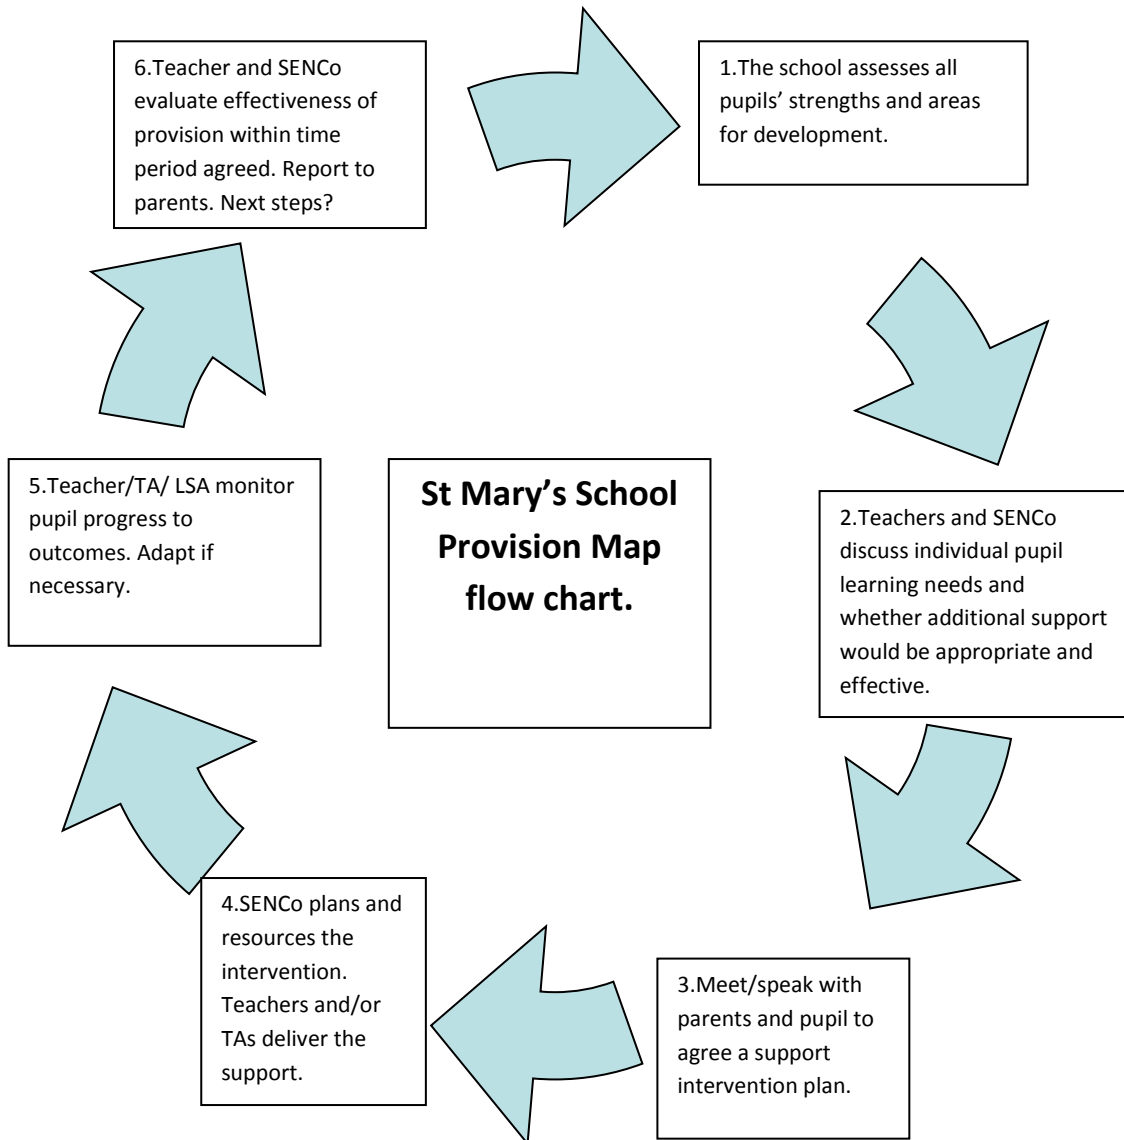 St Mary’s School
Provision Map
flow chart.
1.The school assesses all
pupils’ strengths and areas
for development.
2.Teachers and SENCo
discuss individual pupil
learning needs and
whether additional support
would be appropriate and
effective.
3.Meet/speak with
parents and pupil to
agree a support
intervention plan.
4.SENCo plans and
resources the
intervention.
Teachers and/or
TAs deliver the
support.
5.Teacher/TA/ LSA monitor
pupil progress to
outcomes. Adapt if
necessary.
6.Teacher and SENCo
evaluate effectiveness of
provision within time
period agreed. Report to
parents. Next steps?